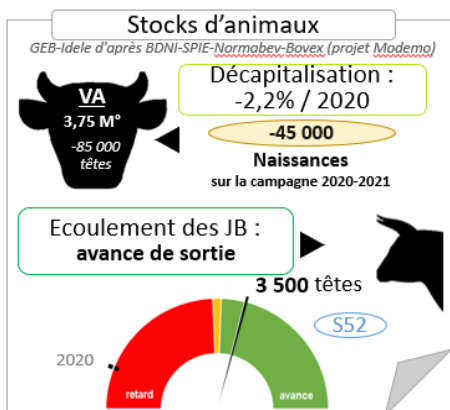 Stocks d’animaux
GEB-Idele d'après BDNI-SPIE-Normabev-Bovex (projet Modemo)
VA
3,75 M°
-85 000
têtes
Décapitalisation :
-2,2% / 2020
-45 000
Naissances
sur la campagne 2020-2021
Ecoulement des JB :
avance de sortie
3 500 têtes
S52
2020
retard
avance